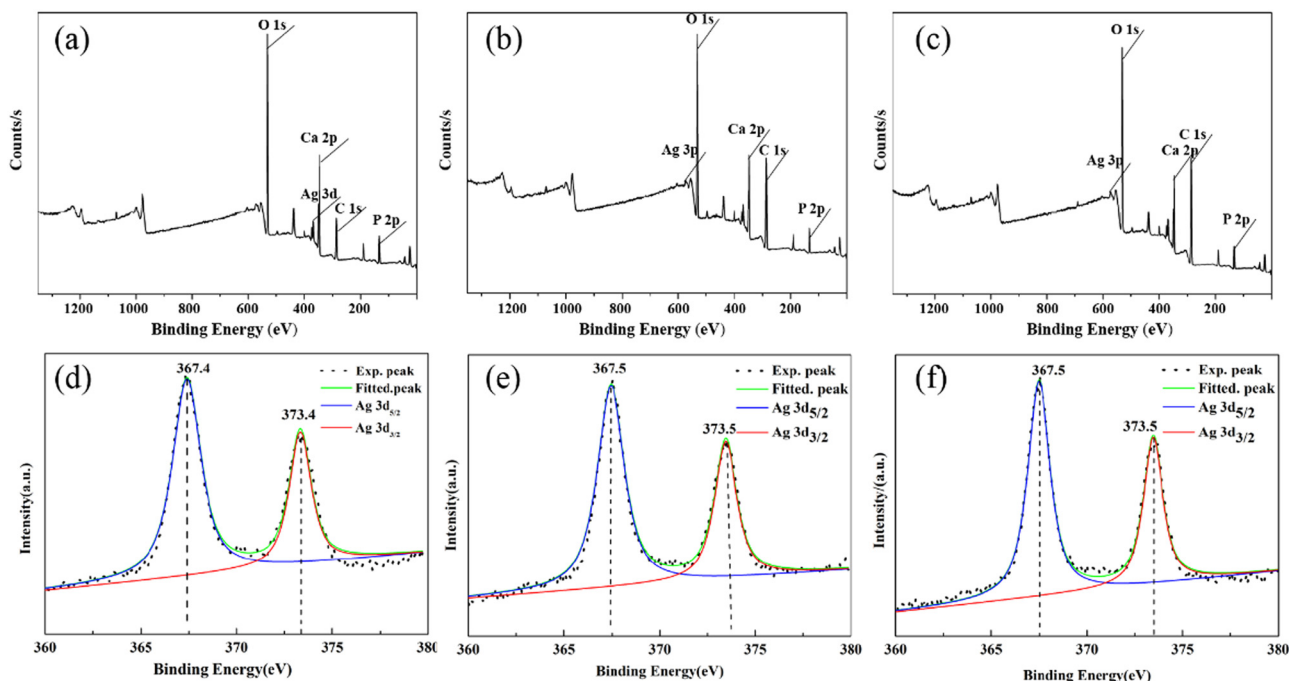 (a)
O 1s
Ca 2p
Ag 3d
C 1s
P 2p
Counts/s
1200 1000 800 600 400 200 0
Binding Energy (eV)
(b)
O 1s
Ca 2p
Ag 3p
C 1s
P 2p
Counts/s
1200 1000 800 600 400 200 0
Binding Energy (eV)
(c)
O 1s
C 1s
Ca 2p
Ag 3p
P 2p
Counts/s
1200 1000 800 600 400 200 0
Binding Energy (eV)
(d)
367.4
373.4
Exp. peak
Fitted.peak
Ag 3d5/2
Ag 3d3/2
Intensity(a.u.)
360 365 370 375 380
Binding Energy(eV)
(e)
367.5
373.5
Exp. peak
Fitted. peak
Ag 3d5/2
Ag 3d3/2
Intensity(a.u.)
360 365 370 375 380
Binding Energy(eV)
(f)
367.5
373.5
Exp. peak
Fitted. peak
Ag 3d5/2
Ag 3d3/2
Intensity/(a.u.)
360 365 370 375 380
Binding Energy(eV)